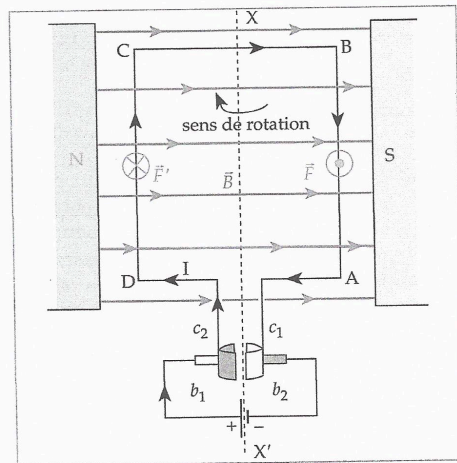 X
C B
sens de rotation
N F⃗' B⃗ F⃗ S
D I A
c₂ c₁
b₁ b₂
+ −
X'